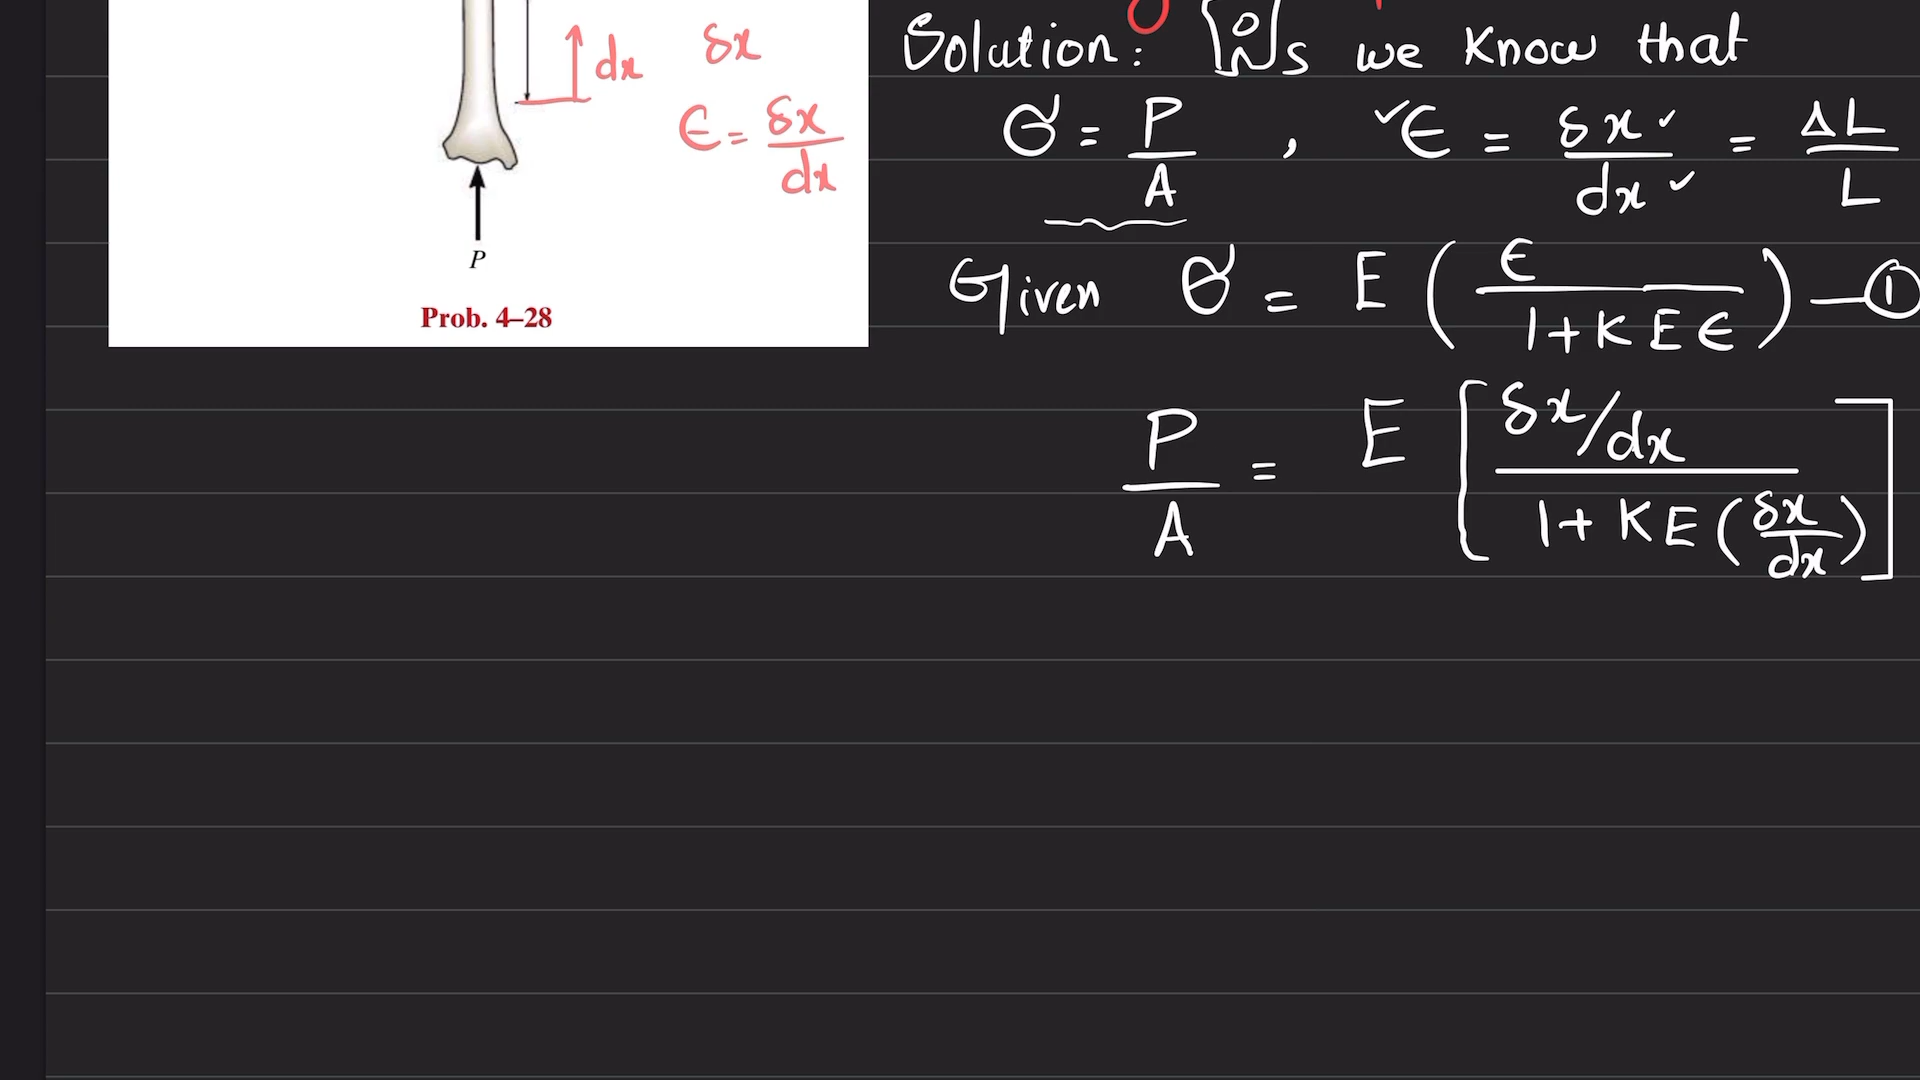 dx δx
ϵ = δx/dx
P
Prob. 4–28
Solution: As we know that
σ = P/A , ϵ = δx/dx = ΔL/L
Given σ = E ( ϵ / 1+KEϵ ) — ①
P/A = E [ δx/dx / 1+KE(δx/dx) ]